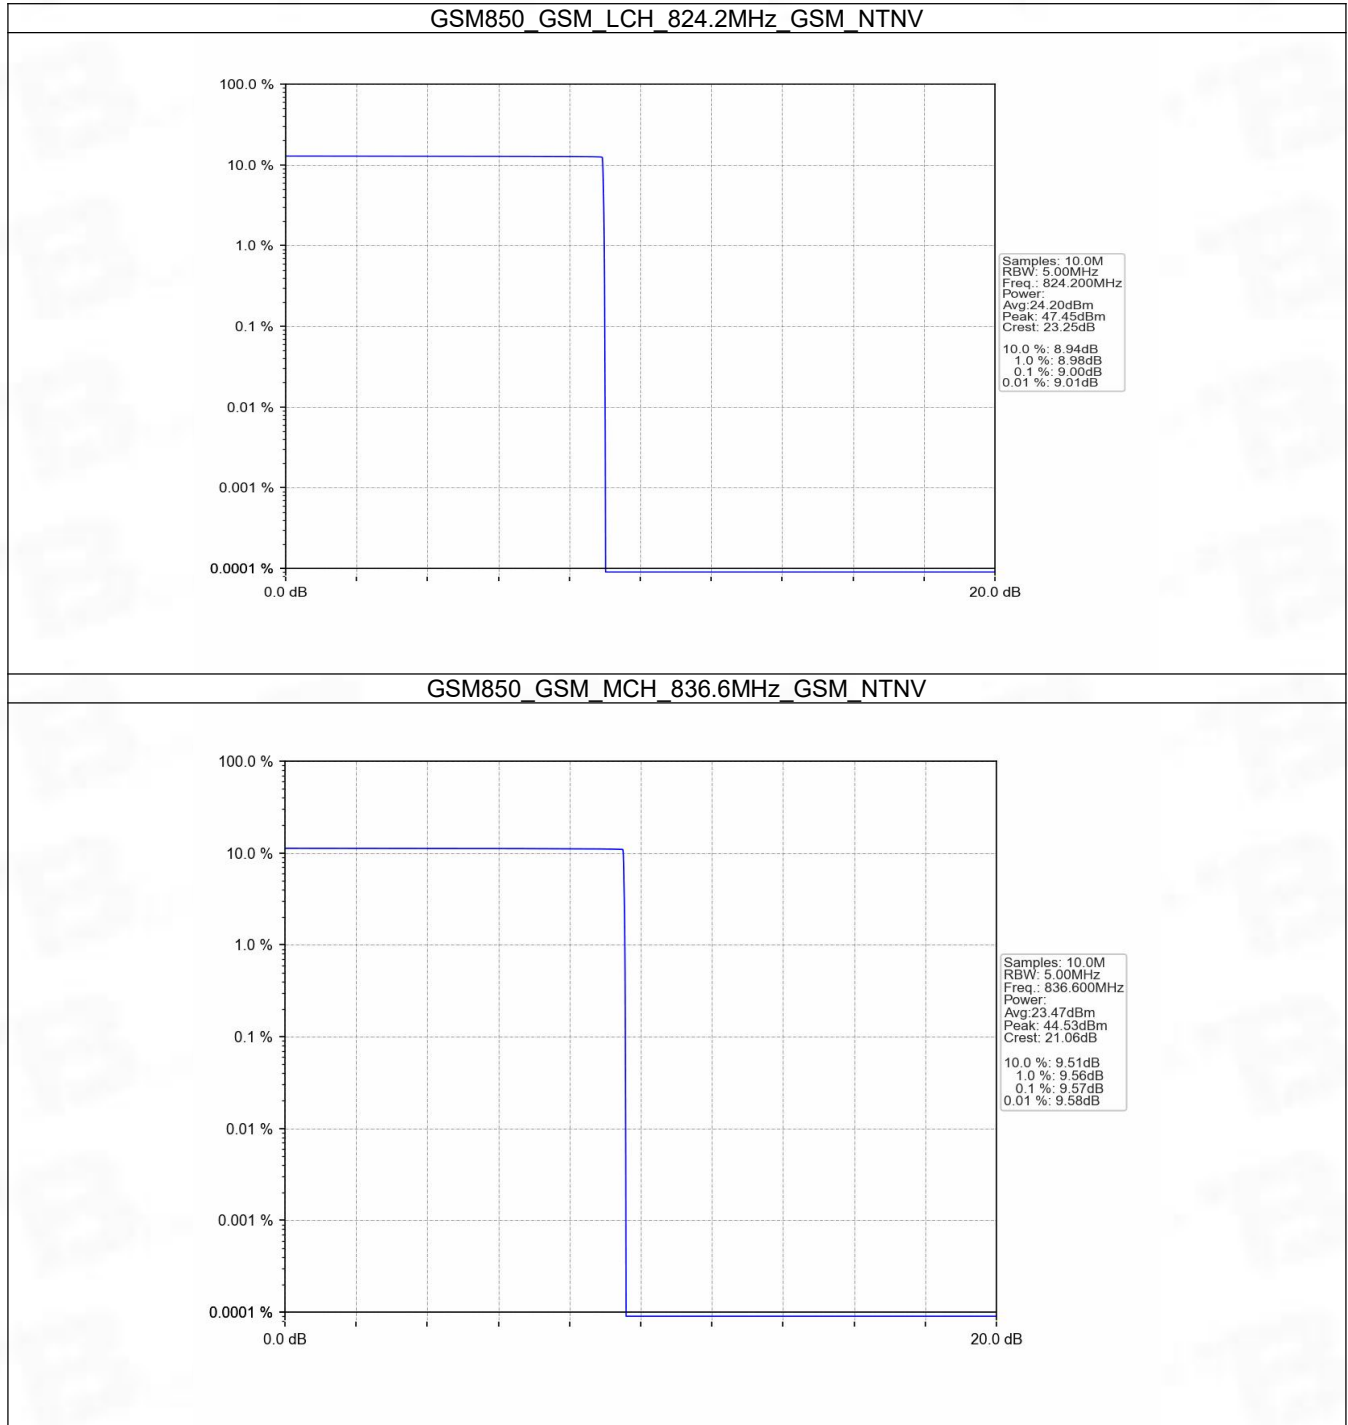 GSM850_GSM_LCH_824.2MHz_GSM_NTNV
100.0 %
10.0 %
1.0 %
0.1 %
0.01 %
0.001 %
0.0001 %
0.0 dB
20.0 dB
Samples: 10.0M
RBW: 5.00MHz
Freq.: 824.200MHz
Power:
Avg:24.20dBm
Peak: 47.45dBm
Crest: 23.25dB
10.0 %: 8.94dB
1.0 %: 8.98dB
0.1 %: 9.00dB
0.01 %: 9.01dB
GSM850_GSM_MCH_836.6MHz_GSM_NTNV
100.0 %
10.0 %
1.0 %
0.1 %
0.01 %
0.001 %
0.0001 %
0.0 dB
20.0 dB
Samples: 10.0M
RBW: 5.00MHz
Freq.: 836.600MHz
Power:
Avg:23.47dBm
Peak: 44.53dBm
Crest: 21.06dB
10.0 %: 9.51dB
1.0 %: 9.56dB
0.1 %: 9.57dB
0.01 %: 9.58dB